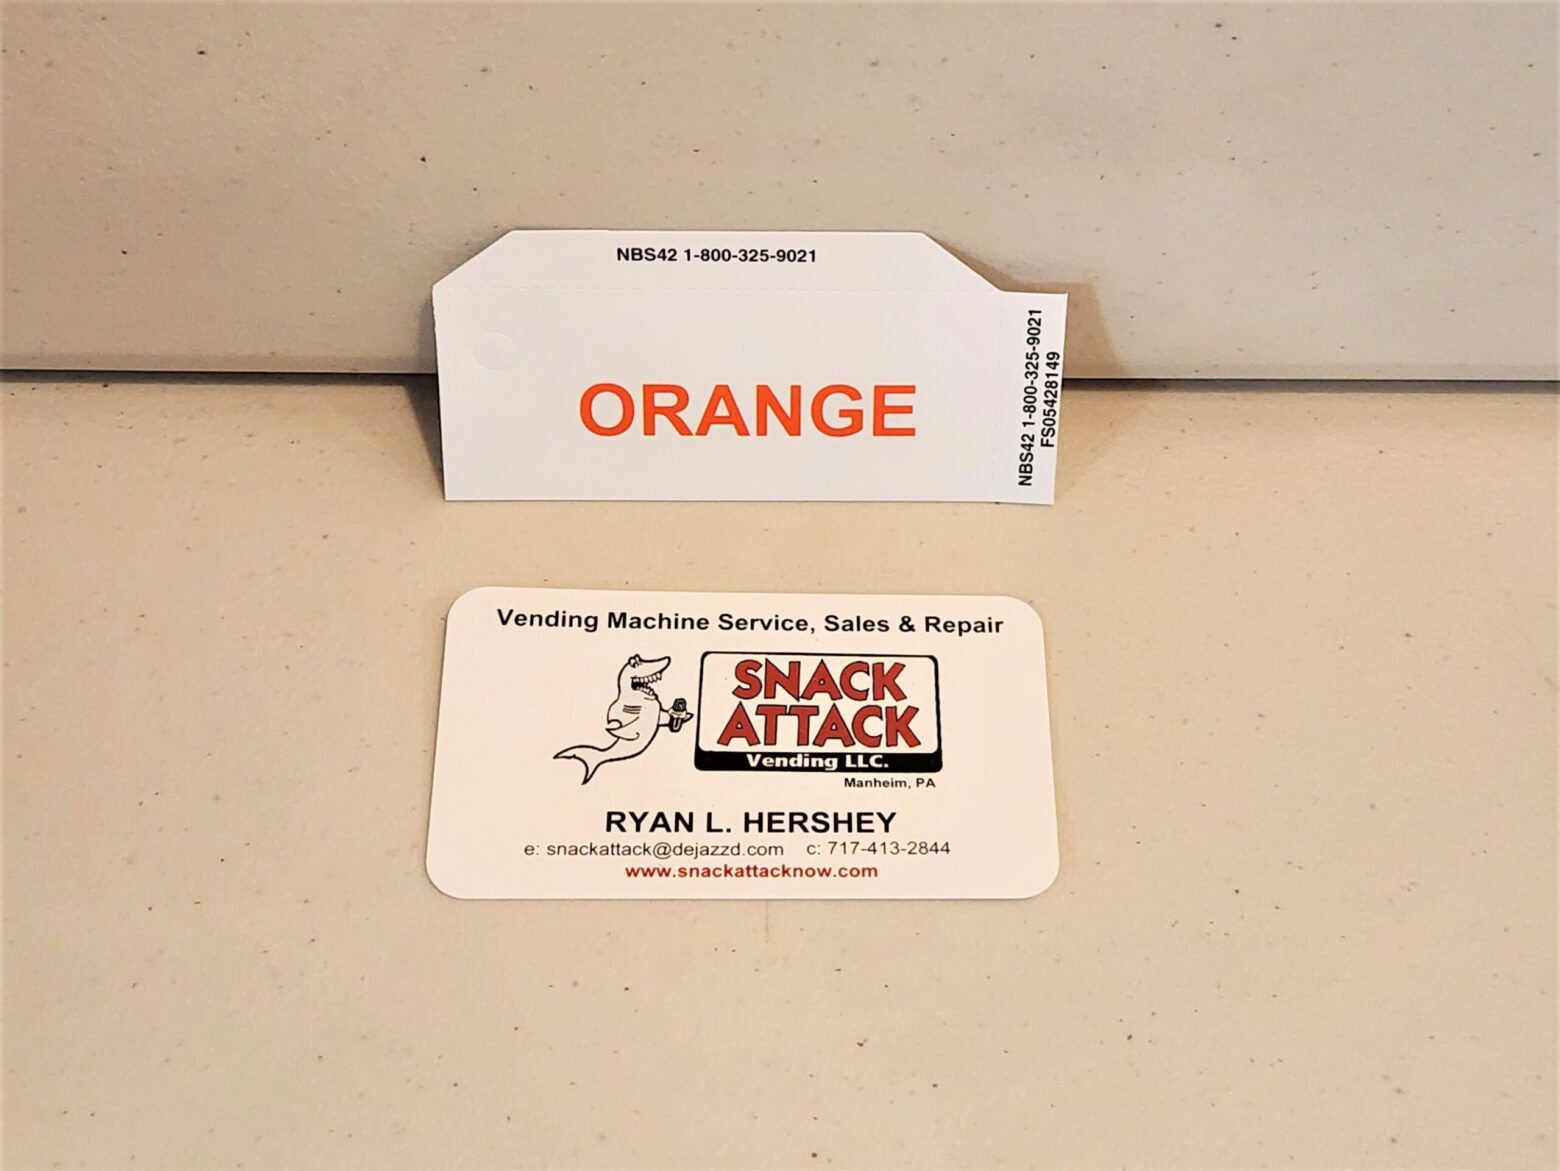 NBS42 1-800-325-9021
ORANGE
NBS42 1-800-325-9021
FS05428149
Vending Machine Service, Sales & Repair
SNACK
ATTACK
Vending LLC.
Manheim, PA
RYAN L. HERSHEY
e: snackattack@dejazzd.com c: 717-413-2844
www.snackattacknow.com